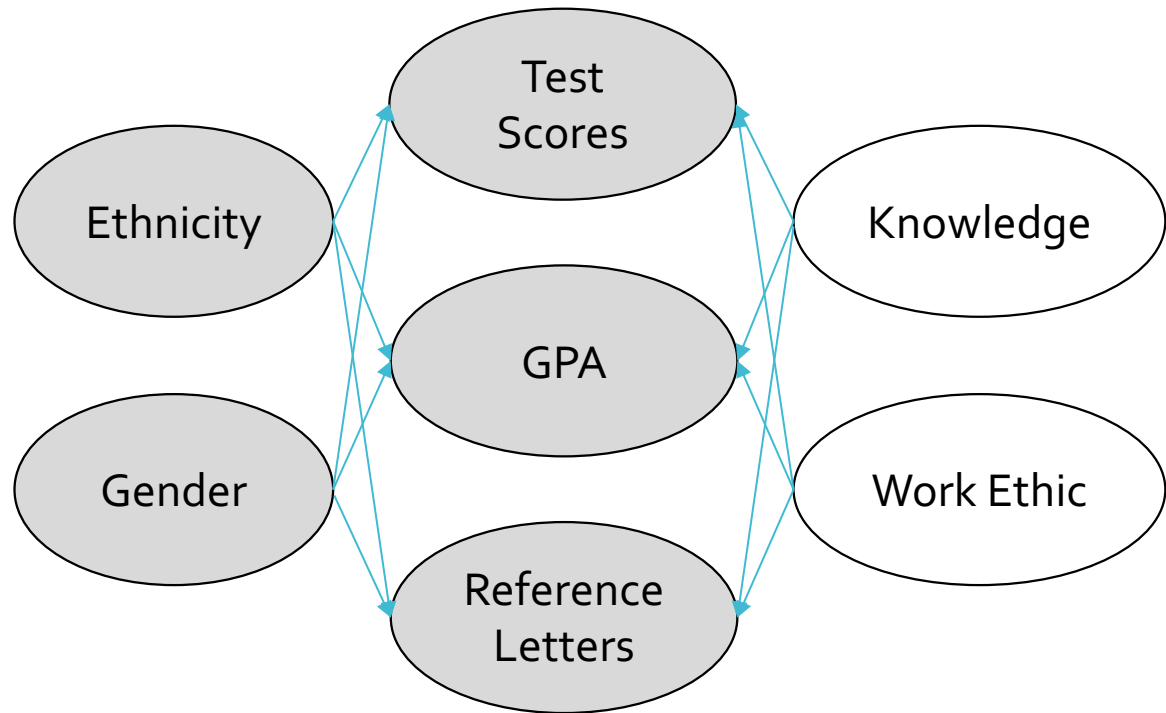 Test
Scores
Ethnicity
Knowledge
GPA
Gender
Work Ethic
Reference
Letters